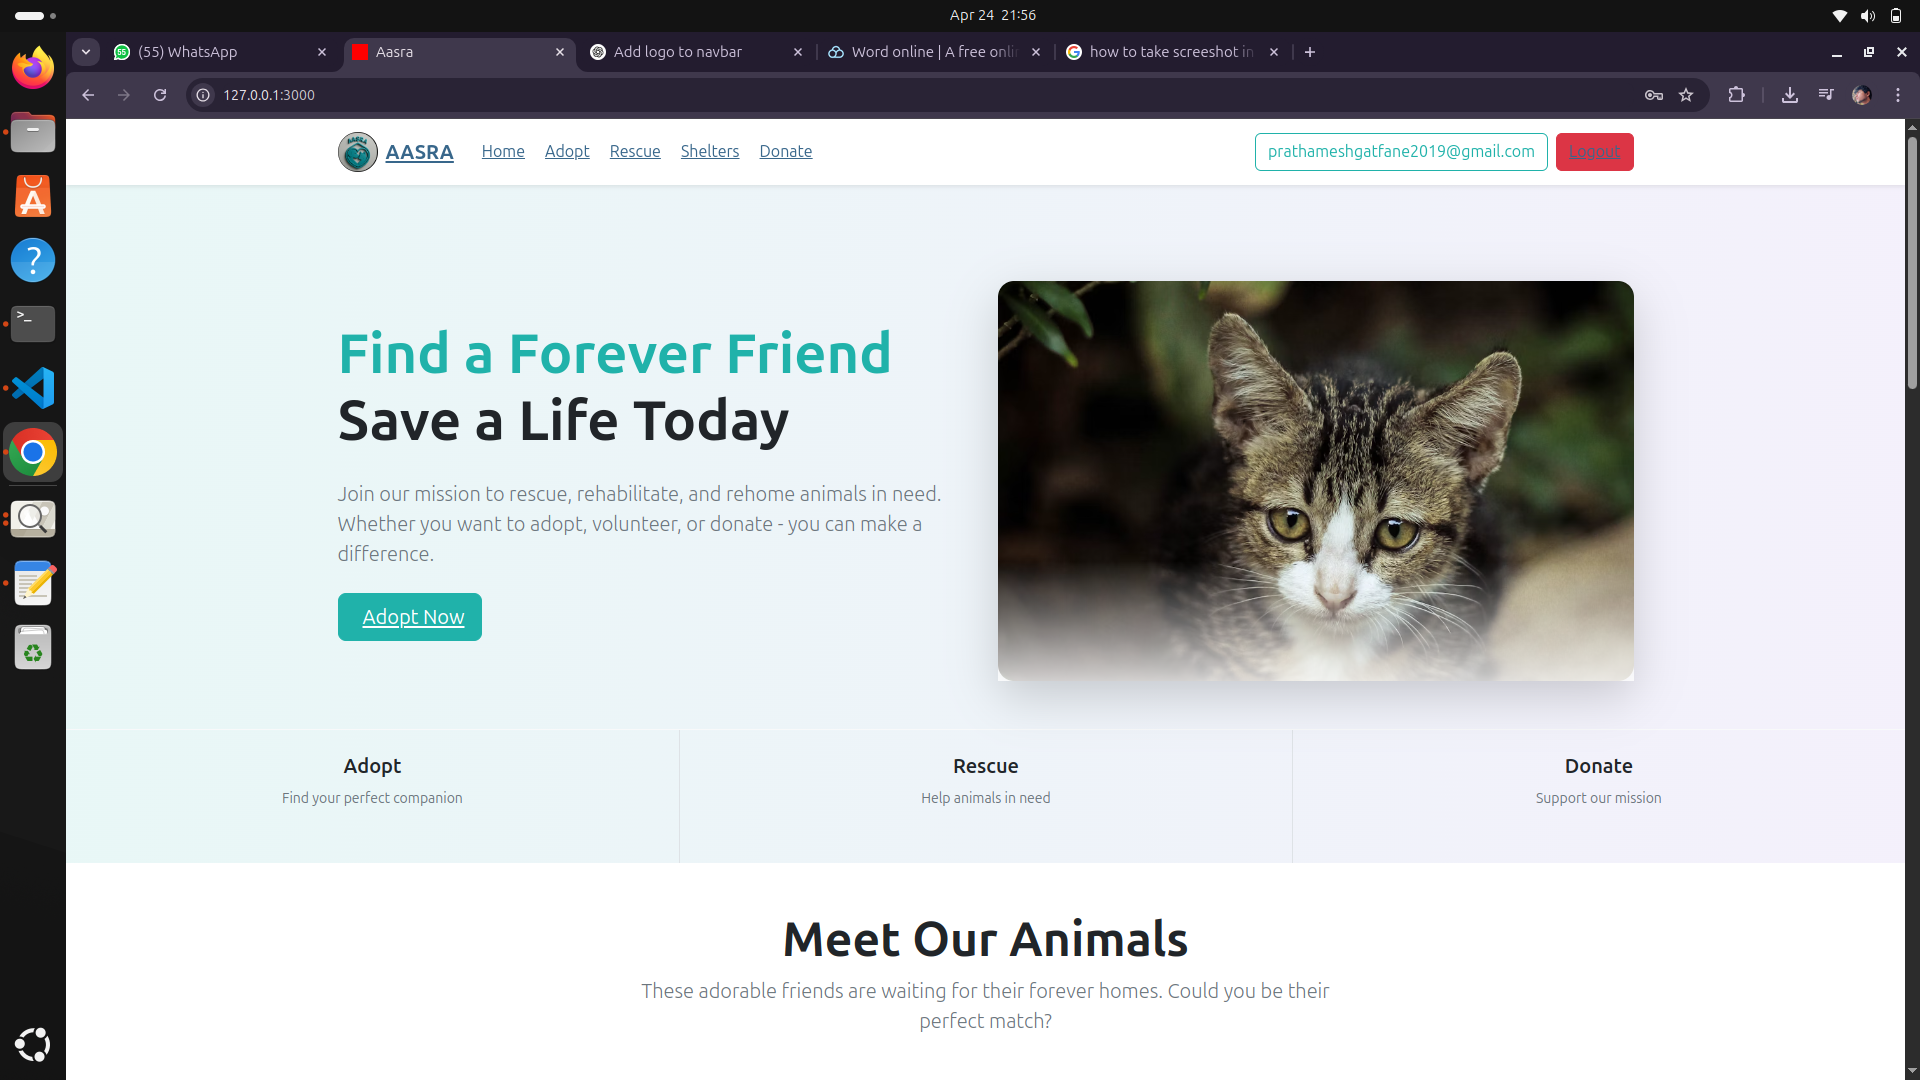 Apr 24 21:56
(55) WhatsApp
Aasra
Add logo to navbar
Word online | A free onli
how to take screeshot in
127.0.0.1:3000
AASRA
Home
Adopt
Rescue
Shelters
Donate
prathameshgatfane2019@gmail.com
Logout
Find a Forever Friend
Save a Life Today
Join our mission to rescue, rehabilitate, and rehome animals in need.
Whether you want to adopt, volunteer, or donate - you can make a
difference.
Adopt Now
Adopt
Find your perfect companion
Rescue
Help animals in need
Donate
Support our mission
Meet Our Animals
These adorable friends are waiting for their forever homes. Could you be their
perfect match?